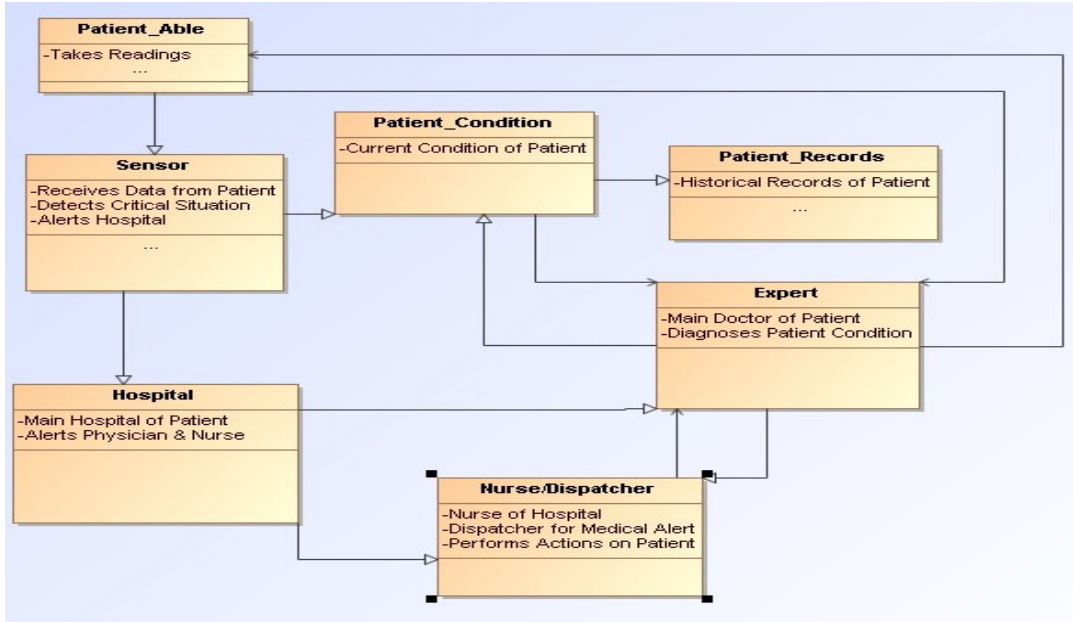 Patient_Able
-Takes Readings
...
Patient_Condition
-Current Condition of Patient
Patient_Records
-Historical Records of Patient
...
Sensor
-Receives Data from Patient
-Detects Critical Situation
-Alerts Hospital
...
Expert
-Main Doctor of Patient
-Diagnoses Patient Condition
Hospital
-Main Hospital of Patient
-Alerts Physician & Nurse
Nurse/Dispatcher
-Nurse of Hospital
-Dispatcher for Medical Alert
-Performs Actions on Patient